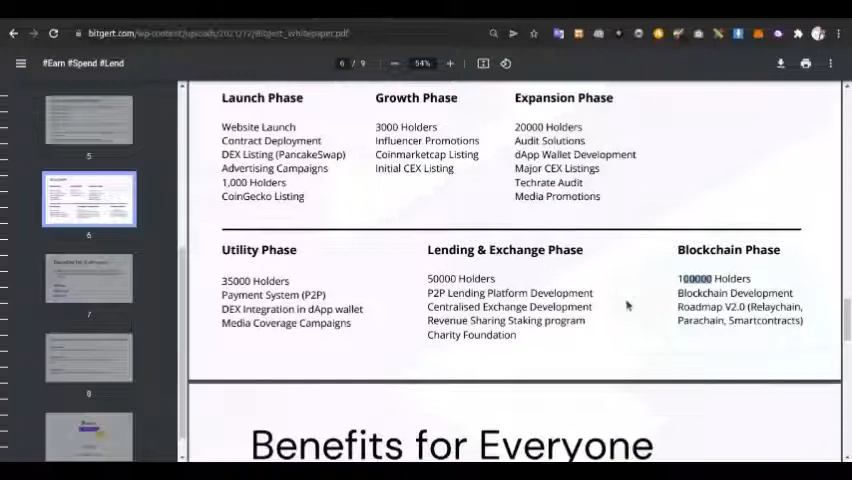 bitgert.com/wp-content/uploads/2021/12/Bitgert_Whitepaper.pdf
#Earn #Spend #Lend
6 / 9
54%
5
6
7
8
Launch Phase
Website Launch
Contract Deployment
DEX Listing (PancakeSwap)
Advertising Campaigns
1,000 Holders
CoinGecko Listing
Growth Phase
3000 Holders
Influencer Promotions
Coinmarketcap Listing
Initial CEX Listing
Expansion Phase
20000 Holders
Audit Solutions
dApp Wallet Development
Major CEX Listings
Techrate Audit
Media Promotions
Utility Phase
35000 Holders
Payment System (P2P)
DEX Integration in dApp wallet
Media Coverage Campaigns
Lending & Exchange Phase
50000 Holders
P2P Lending Platform Development
Centralised Exchange Development
Revenue Sharing Staking program
Charity Foundation
Blockchain Phase
100000 Holders
Blockchain Development
Roadmap V2.0 (Relaychain,
Parachain, Smartcontracts)
Benefits for Everyone